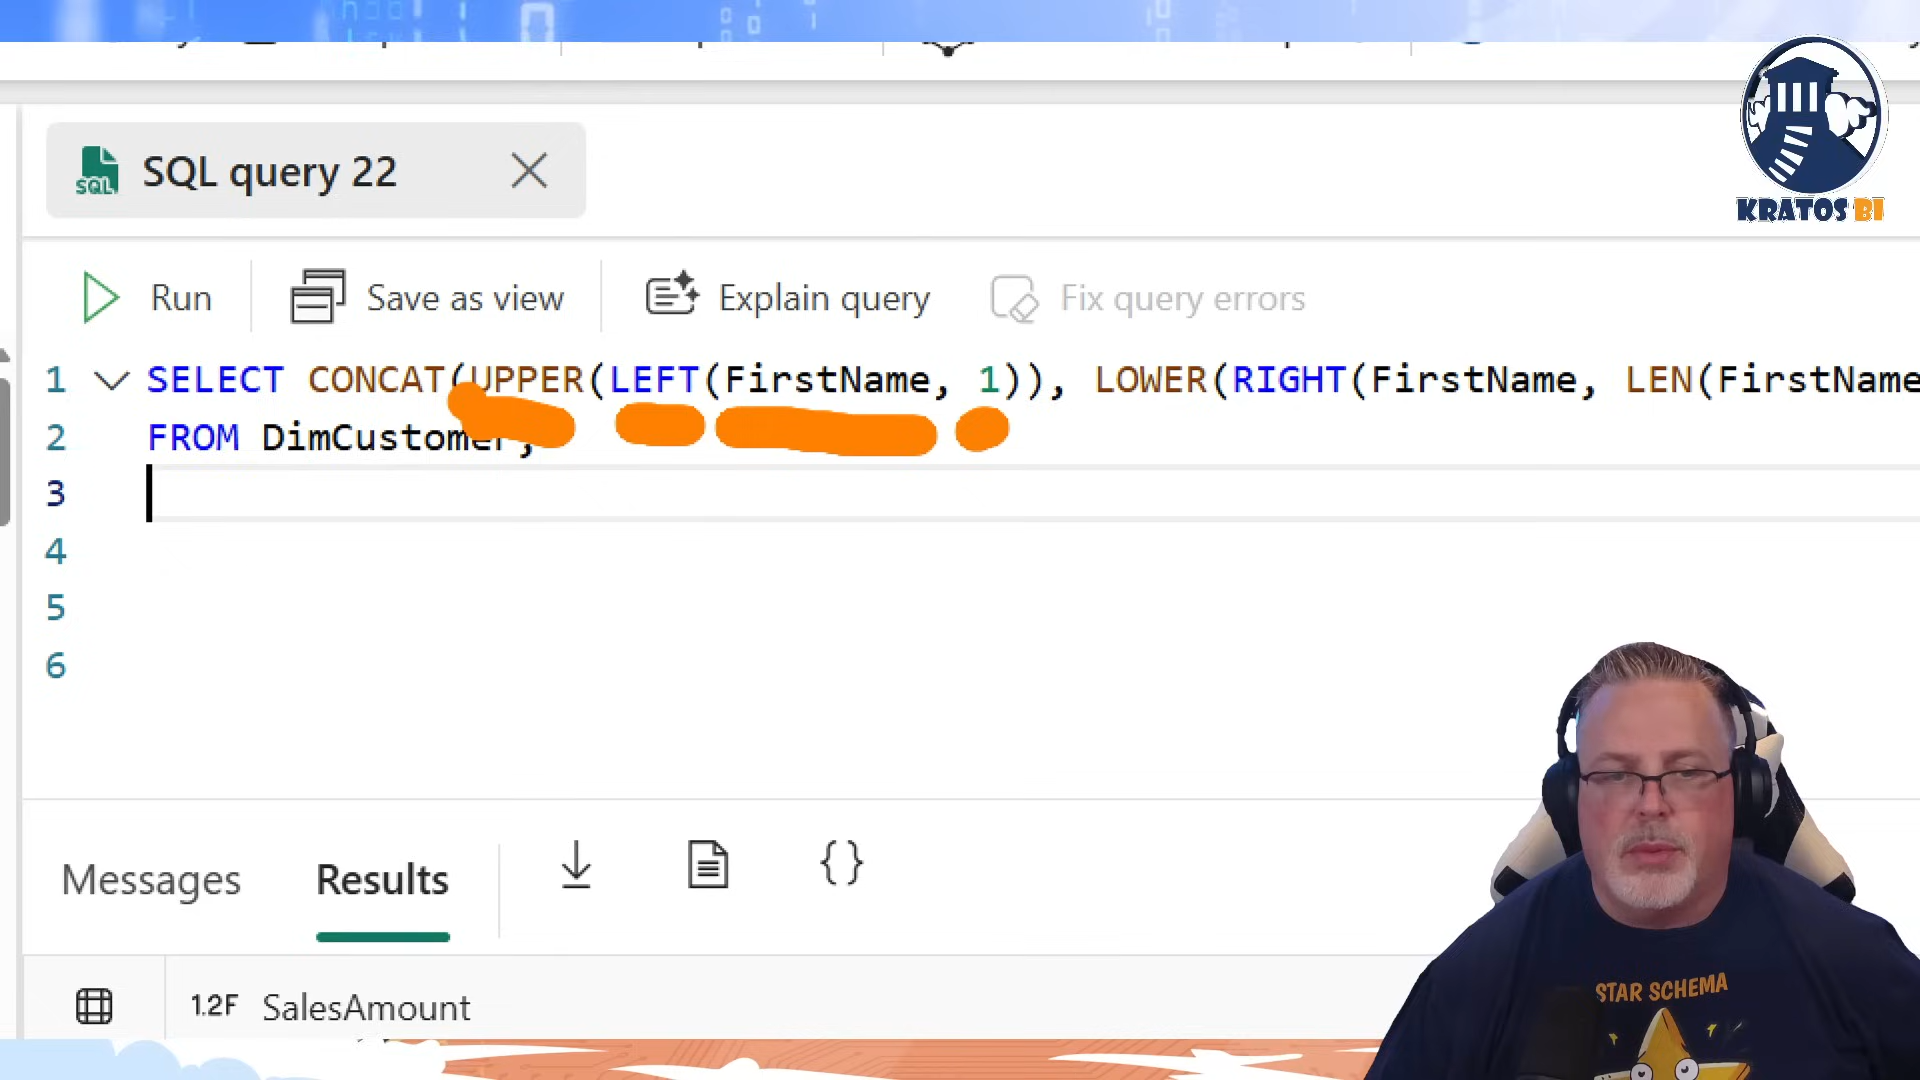 KRATOS BI
SQL query 22
SQL
Run
Save as view
Explain query
Fix query errors
1 SELECT CONCAT(UPPER(LEFT(FirstName, 1)), LOWER(RIGHT(FirstName, LEN(FirstName
2 FROM DimCustomer;
3
4
5
6
Messages
Results
{}
1.2F SalesAmount
STAR SCHEMA